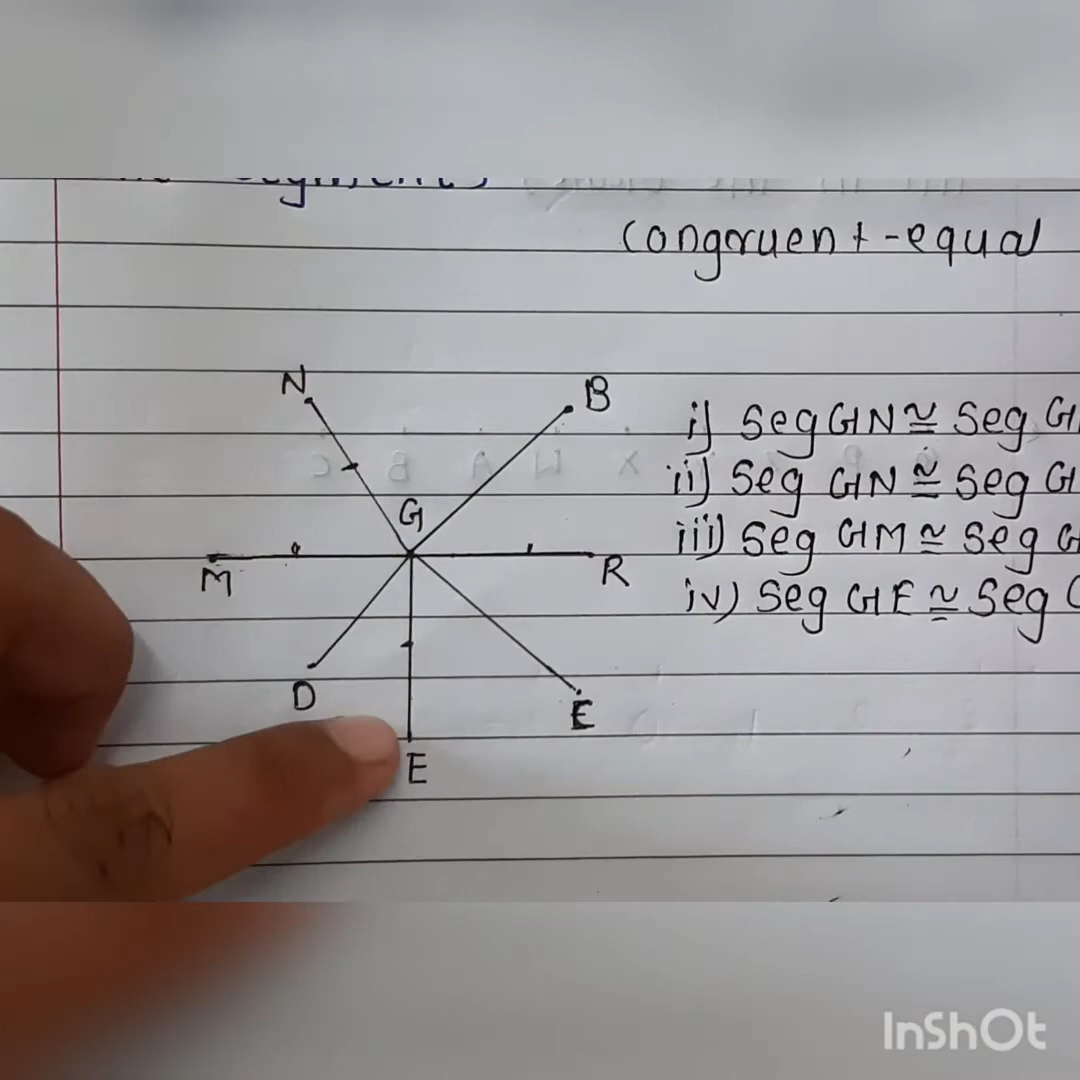 congruent - equal
N
B
i) seg GN ≅ seg G
G
ii) Seg GN ≅ seg G
iii) seg GM ≅ seg G
M
R
iv) seg GE ≅ seg G
D
E
E
InShOt